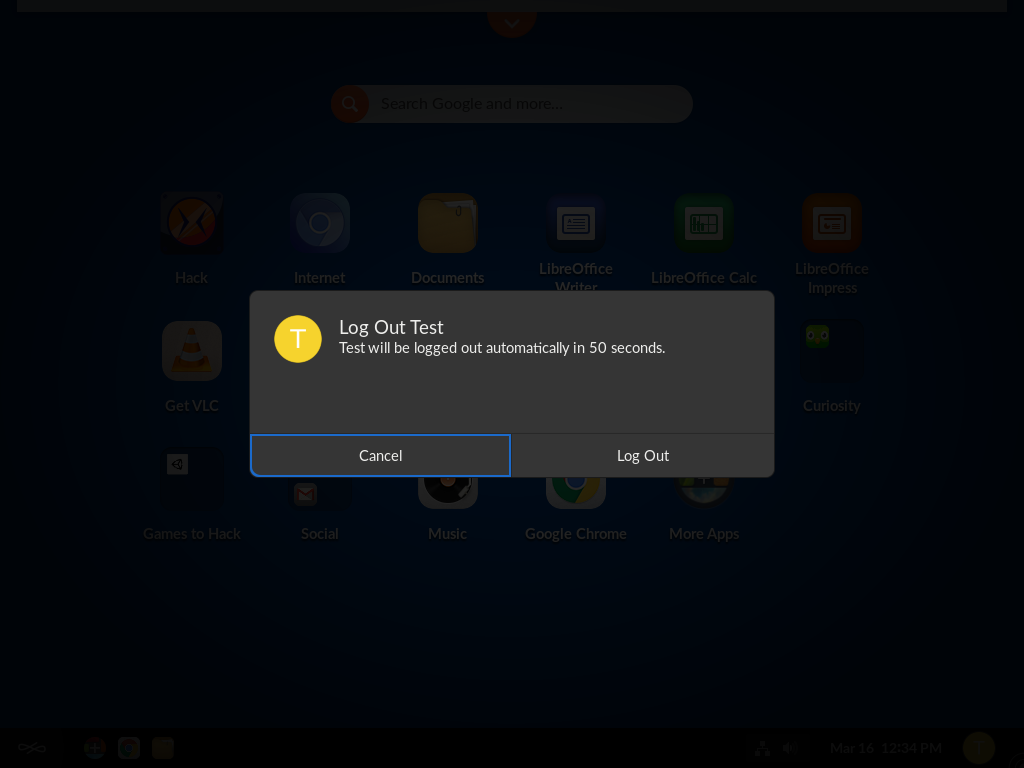 Search Google and more...
Hack
Internet
Documents
LibreOffice
Writer
LibreOffice Calc
LibreOffice
Impress
T
Log Out Test
Test will be logged out automatically in 50 seconds.
Get VLC
Curiosity
Cancel
Log Out
Games to Hack
Social
Music
Google Chrome
More Apps
Mar 16 12:34 PM
T